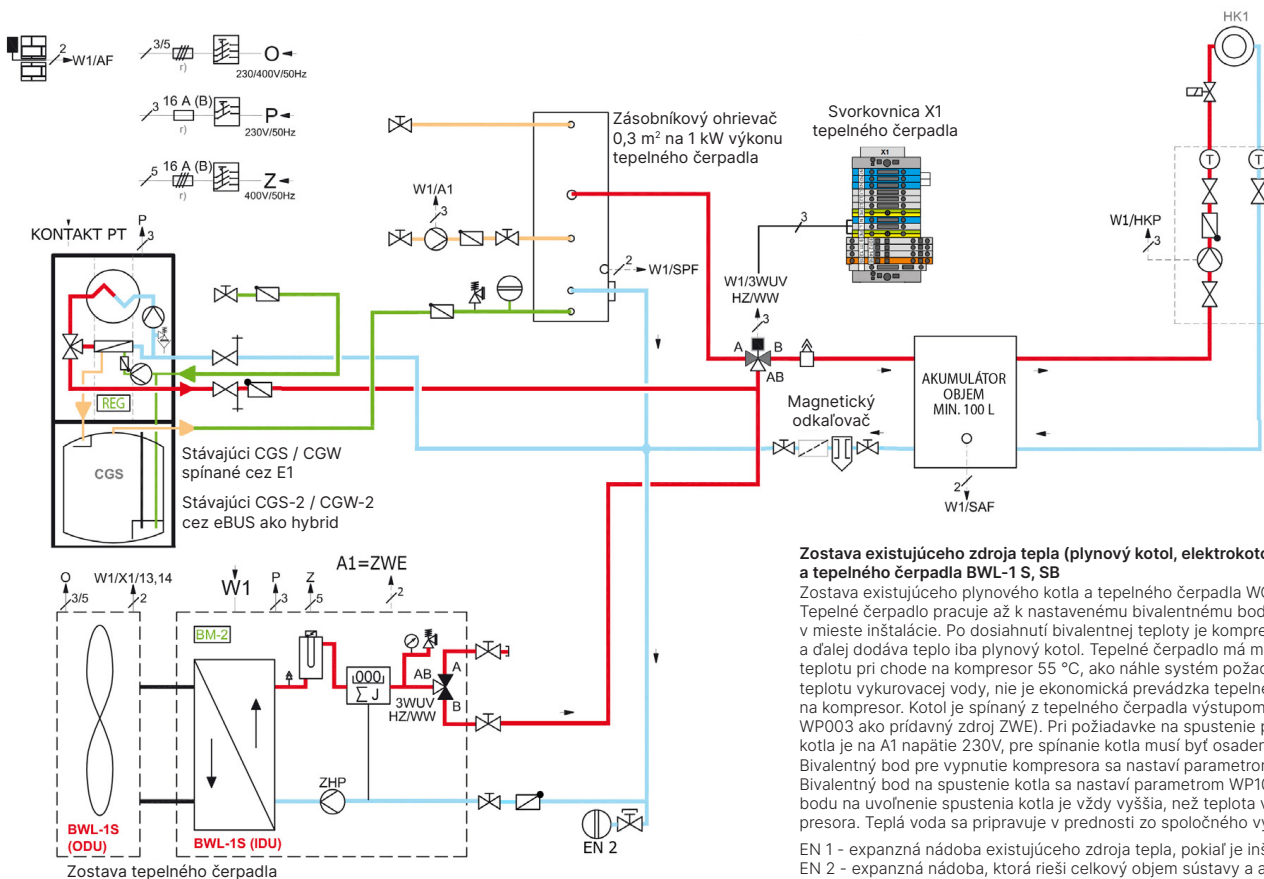 HK1
2
W1/AF
3/5
r)
O
230/400V/50Hz
16 A (B)
3
r)
P
230V/50Hz
16 A (B)
5
r)
Z
400V/50Hz
Zásobníkový ohrievač
0,3 m² na 1 kW výkonu
tepelného čerpadla
Svorkovnica X1
tepelného čerpadla
X1
W1/A1
3
3
2
W1/SPF
T
T
W1/HKP
3
KONTAKT PT
P
3
W1/3WUV
HZ/WW
3
A
B
AB
REG
CGS
Stávajúci CGS / CGW
spínané cez E1
Stávajúci CGS-2 / CGW-2
cez eBUS ako hybrid
Magnetický
odkaľovač
AKUMULÁTOR
OBJEM
MIN. 100 L
2
W1/SAF
O
3/5
W1/X1/13,14
2
W1
P
3
Z
5
A1=ZWE
2
BM-2
000
Σ J
AB
A
B
3WUV
HZ/WW
ZHP
BWL-1S
(ODU)
BWL-1S (IDU)
EN 2
Zostava tepelného čerpadla
Zostava existujúceho zdroja tepla (plynový kotol, elektrokoto
a tepelného čerpadla BWL-1 S, SB
Zostava existujúceho plynového kotla a tepelného čerpadla WO
Tepelné čerpadlo pracuje až k nastavenému bivalentnému bod
v mieste inštalácie. Po dosiahnutí bivalentnej teploty je kompre
a ďalej dodáva teplo iba plynový kotol. Tepelné čerpadlo má m
teplotu pri chode na kompresor 55 °C, ako náhle systém požad
teplotu vykurovacej vody, nie je ekonomická prevádzka tepelné
na kompresor. Kotol je spínaný z tepelného čerpadla výstupom
WP003 ako prídavný zdroj ZWE). Pri požiadavke na spustenie p
kotla je na A1 napätie 230V, pre spínanie kotla musí byť osaden
Bivalentný bod pre vypnutie kompresora sa nastaví parametron
Bivalentný bod na spustenie kotla sa nastaví parametrom WP10
bodu na uvoľnenie spustenia kotla je vždy vyššia, než teplota v
presora. Teplá voda sa pripravuje v prednosti zo spoločného vý
EN 1 - expanzná nádoba existujúceho zdroja tepla, pokiaľ je inš
EN 2 - expanzná nádoba, ktorá rieši celkový objem sústavy a a